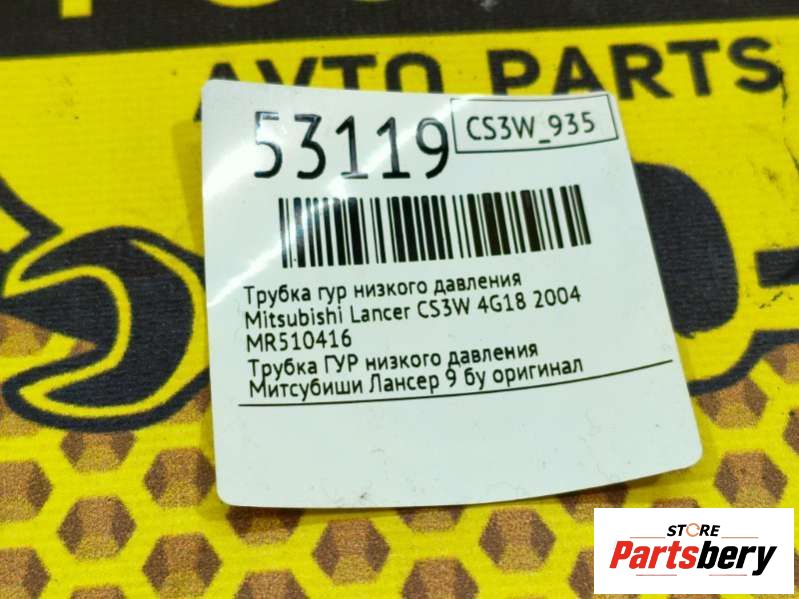 AVTO PARTS
53119
CS3W_935
Трубка гур низкого давления
Mitsubishi Lancer CS3W 4G18 2004
MR510416
Трубка ГУР низкого давления
Митсубиши Лансер 9 бу оригинал
STORE
Partsbery